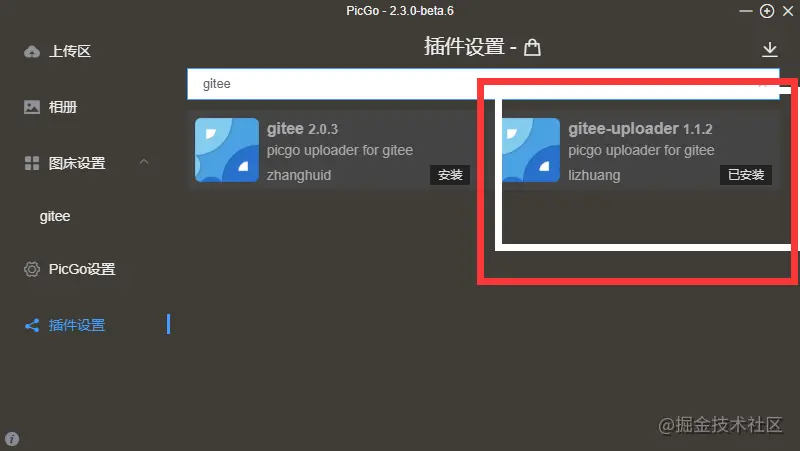 PicGo - 2.3.0-beta.6
上传区
相册
图床设置
gitee
PicGo设置
插件设置
插件设置 -
gitee
gitee 2.0.3
picgo uploader for gitee
zhanghuid
安装
gitee-uploader 1.1.2
picgo uploader for gitee
lizhuang
已安装
@掘金技术社区